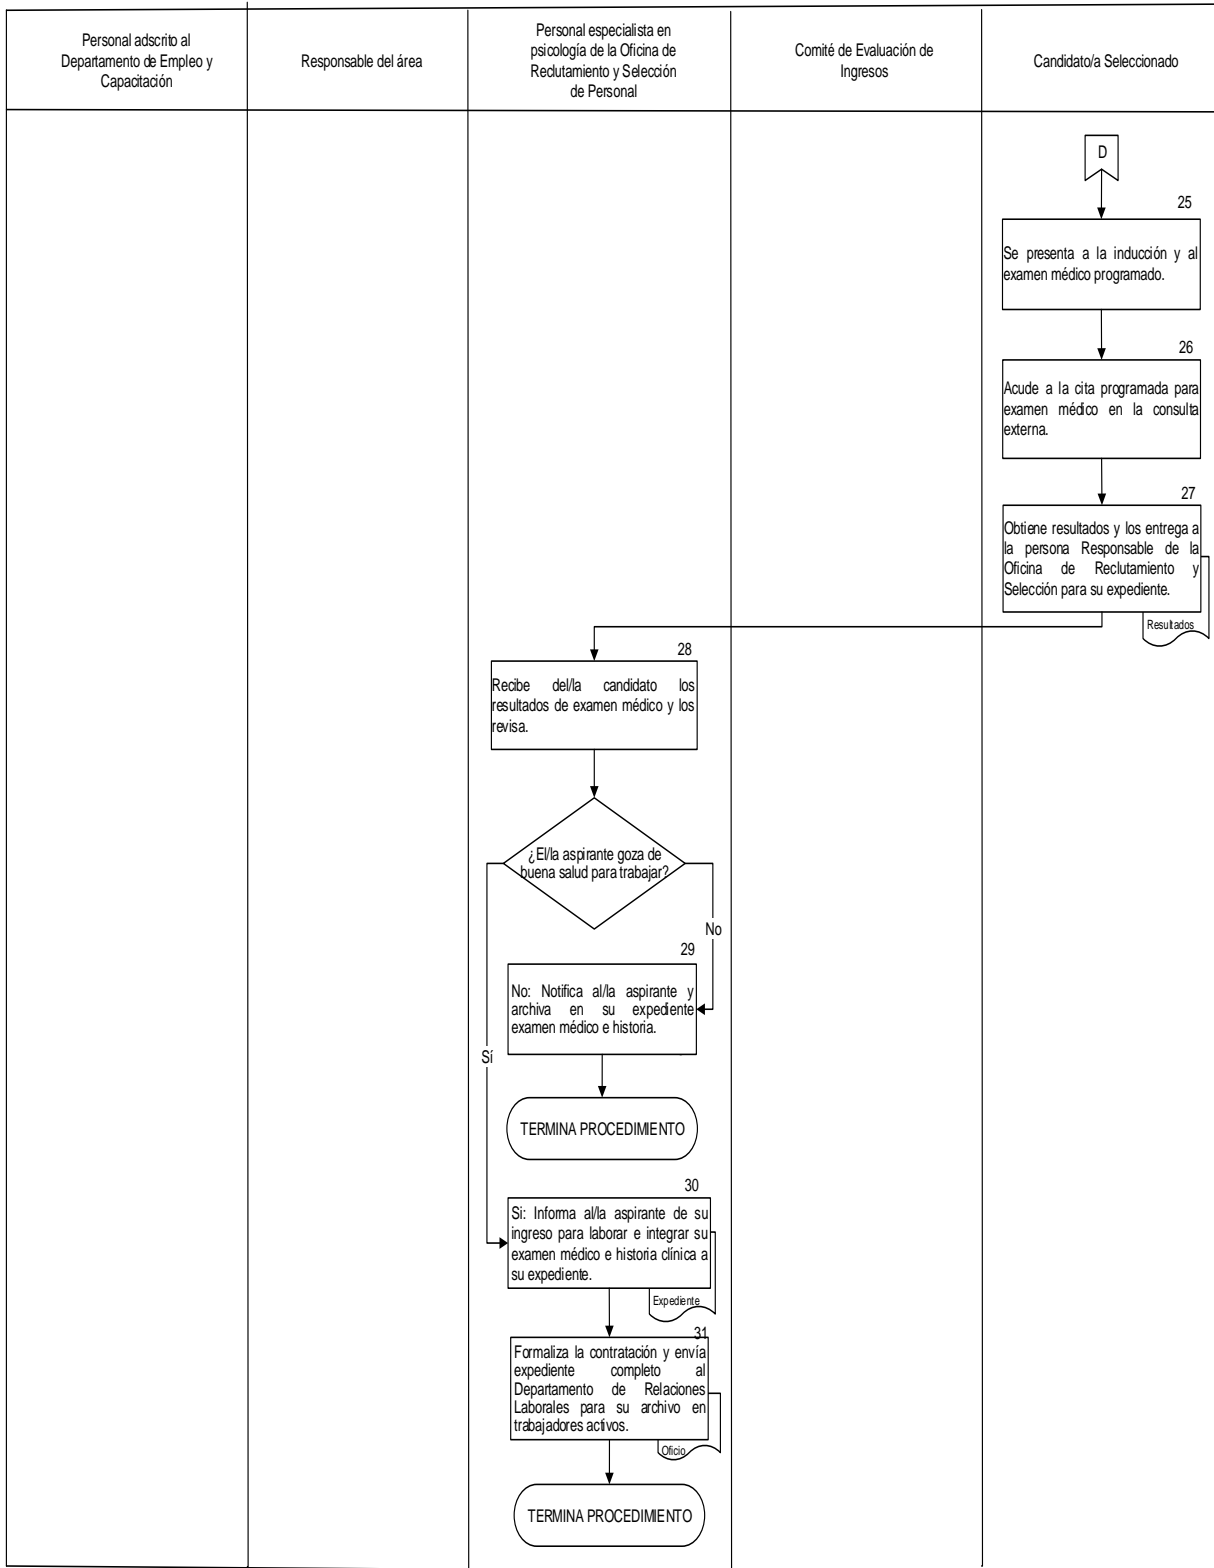 Personal adscrito al
Departamento de Empleo y
Capacitación
Responsable del área
Personal especialista en
psicología de la Oficina de
Reclutamiento y Selección
de Personal
Comité de Evaluación de
Ingresos
Candidato/a Seleccionado
D
25
Se presenta a la inducción y al
examen médico programado.
26
Acude a la cita programada para
examen médico en la consulta
externa.
27
Obtiene resultados y los entrega a
la persona Responsable de la
Oficina de Reclutamiento y
Selección para su expediente.
Resultados
28
Recibe del/la candidato los
resultados de examen médico y los
revisa.
¿El/la aspirante goza de
buena salud para trabajar?
No
29
No: Notifica al/la aspirante y
archiva en su expediente
examen médico e historia.
Sí
TERMINA PROCEDIMIENTO
30
Si: Informa al/la aspirante de su
ingreso para laborar e integrar su
examen médico e historia clínica a
su expediente.
Expediente
31
Formaliza la contratación y envía
expediente completo al
Departamento de Relaciones
Laborales para su archivo en
trabajadores activos.
Oficio
TERMINA PROCEDIMIENTO